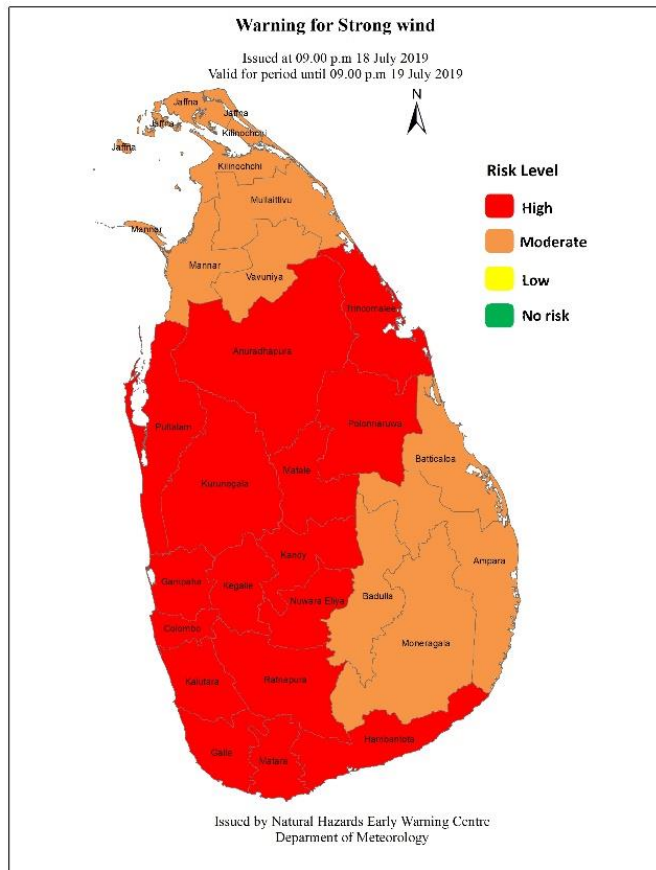 Warning for Strong wind
Issued at 09.00 p.m 18 July 2019
Valid for period until 09.00 p.m 19 July 2019
N
Jaffna
Jaffna
Jaffna
Kilinochchi
Jaffna
Kilinochchi
Mullaittivu
Mannar
Mannar
Vavuniya
Risk Level
High
Moderate
Low
No risk
Trincomalee
Anuradhapura
Puttalam
Polonnaruwa
Batticaloa
Matale
Kurunegala
Kandy
Ampara
Gampaha
Kegalle
Nuwara Eliya
Badulla
Colombo
Moneragala
Kalutara
Ratnapura
Hambantota
Galle
Matara
Issued by Natural Hazards Early Warning Centre
Deparment of Meteorology